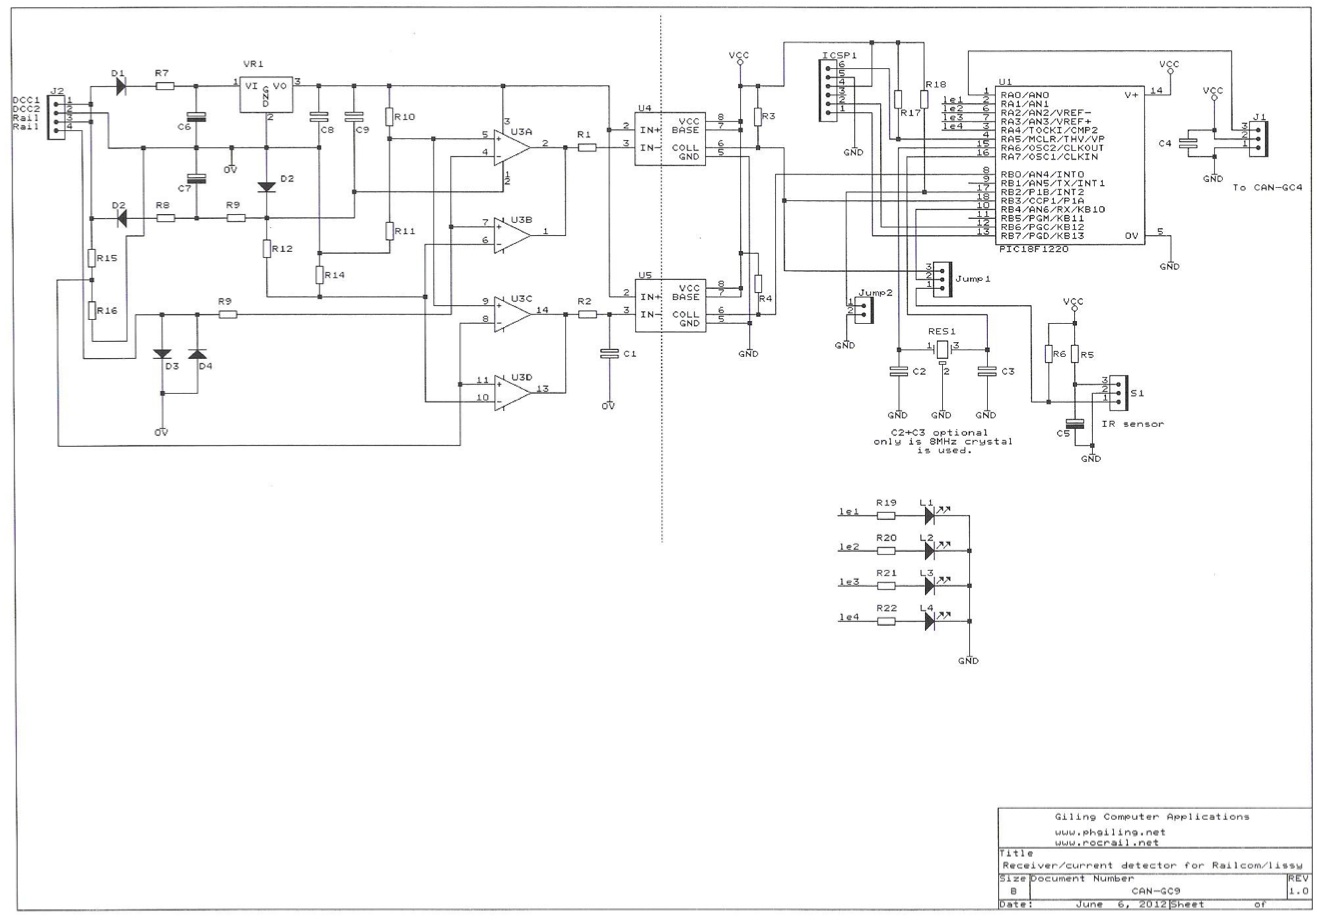 J2
DCC1 1
DCC2 2
Rail 3
Rail 4
D1
R7
VR1
1 VI VO 3
GND
2
C6
C7
0V
C8
C9
R10
R11
D2
D2
R8
R9
R12
R14
R15
R16
R9
D3
D4
0V
U3A
5 +
4 -
3
2
12
U3B
7 +
6 -
1
U3C
9 +
8 -
14
U3D
11 +
10 -
13
R1
R2
C1
0V
U4
2 IN+
3 IN-
VCC 8
BASE 7
COLL 6
GND 5
U5
2 IN+
3 IN-
VCC 8
BASE 7
COLL 6
GND 5
VCC
R3
R4
GND
ICSP1
6
5
4
3
2
1
GND
R17
R18
U1
1 RA0/AN0
le1 2 RA1/AN1
le2 6 RA2/AN2/VREF-
le3 7 RA3/AN3/VREF+
le4 3 RA4/TOCKI/CMP2
4 RA5/MCLR/THV/VP
15 RA6/OSC2/CLKOUT
16 RA7/OSC1/CLKIN
8 RB0/AN4/INT0
9 RB1/AN5/TX/INT1
17 RB2/P1B/INT2
18 RB3/CCP1/P1A
10 RB4/AN6/RX/KB10
11 RB5/PGM/KB11
12 RB6/PGC/KB12
13 RB7/PGD/KB13
V+ 14
0V 5
PIC18F1220
VCC
GND
VCC
C4
GND
J1
3
2
1
To CAN-GC4
Jump1
3
2
1
Jump2
1
2
GND
RES1
1 3
2
C2
C3
GND
GND
GND
C2+C3 optional
only is 8MHz crystal
is used.
VCC
R6
R5
3
2
1
S1
C5
IR sensor
GND
le1 R19 L1
le2 R20 L2
le3 R21 L3
le4 R22 L4
GND
Giling Computer Applications
www.phgiling.net
www.rocrail.net
Title
Receiver/current detector for Railcom/lissy
Size Document Number REV
B CAN-GC9 1.0
Date: June 6, 2012 Sheet of